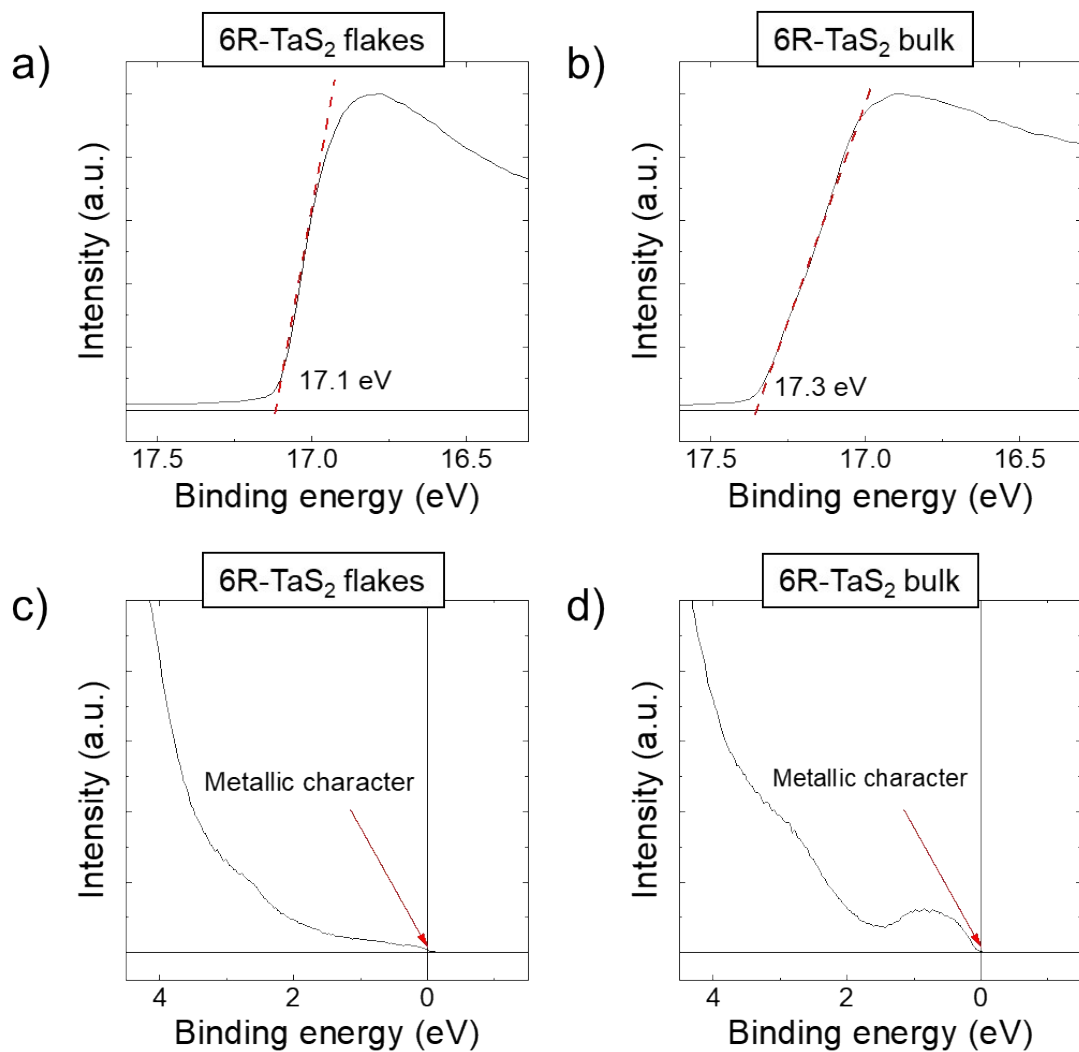 a)
6R-TaS₂ flakes
Intensity (a.u.)
17.1 eV
17.5 17.0 16.5
Binding energy (eV)
b)
6R-TaS₂ bulk
Intensity (a.u.)
17.3 eV
17.5 17.0 16.5
Binding energy (eV)
c)
6R-TaS₂ flakes
Intensity (a.u.)
Metallic character
4 2 0
Binding energy (eV)
d)
6R-TaS₂ bulk
Intensity (a.u.)
Metallic character
4 2 0
Binding energy (eV)